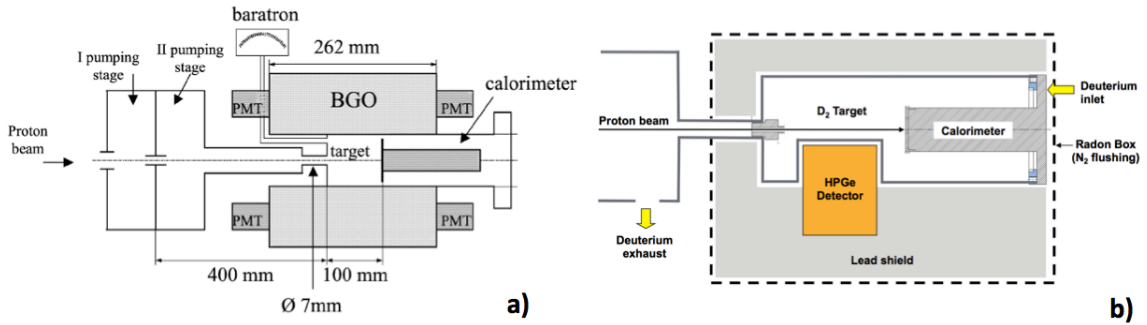 baratron
I pumping
stage
II pumping
stage
262 mm
calorimeter
PMT
BGO
PMT
Proton
beam
target
PMT
PMT
400 mm
100 mm
Ø 7mm
a)
Proton beam
D2 Target
Calorimeter
Deuterium
inlet
Radon Box
(N2 flushing)
HPGe
Detector
Deuterium
exhaust
Lead shield
b)